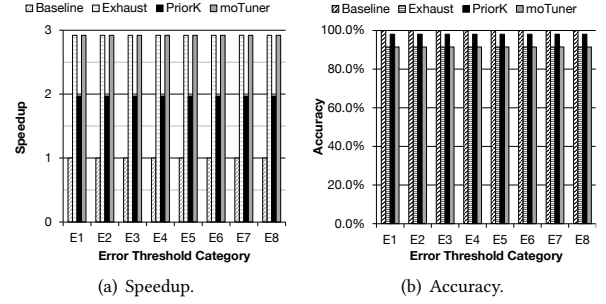 Baseline Exhaust PriorK moTuner
3
2
1
0
Speedup
E1 E2 E3 E4 E5 E6 E7 E8
Error Threshold Category
(a) Speedup.
Baseline Exhaust PriorK moTuner
100.0%
80.0%
60.0%
40.0%
20.0%
0.0%
Accuracy
E1 E2 E3 E4 E5 E6 E7 E8
Error Threshold Category
(b) Accuracy.